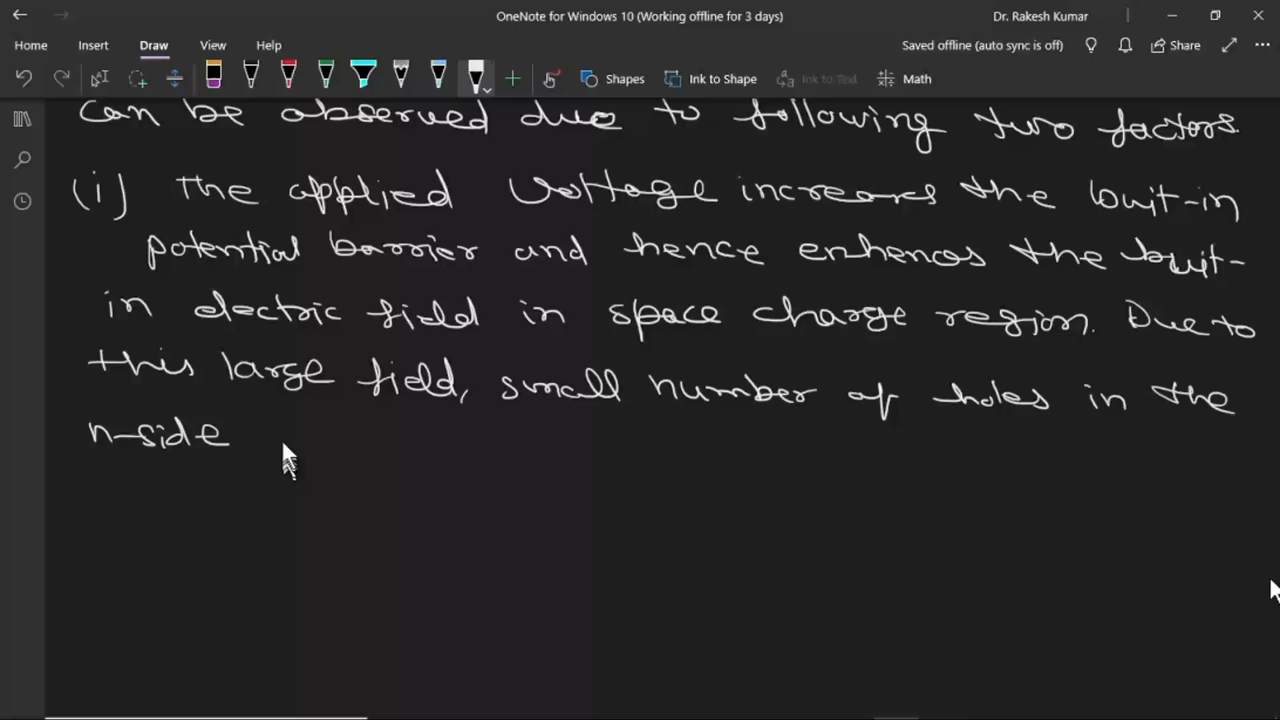 OneNote for Windows 10 (Working offline for 3 days)
Dr. Rakesh Kumar
Home Insert Draw View Help
Saved offline (auto sync is off)
Share
Shapes
Ink to Shape
Ink to Text
Math
can be observed due to following two factors.
(i) The applied Voltage increases the built-in
potential barrier and hence enhences the built-
in electric field in space charge region. Due to
this large field, small number of holes in the
n-side